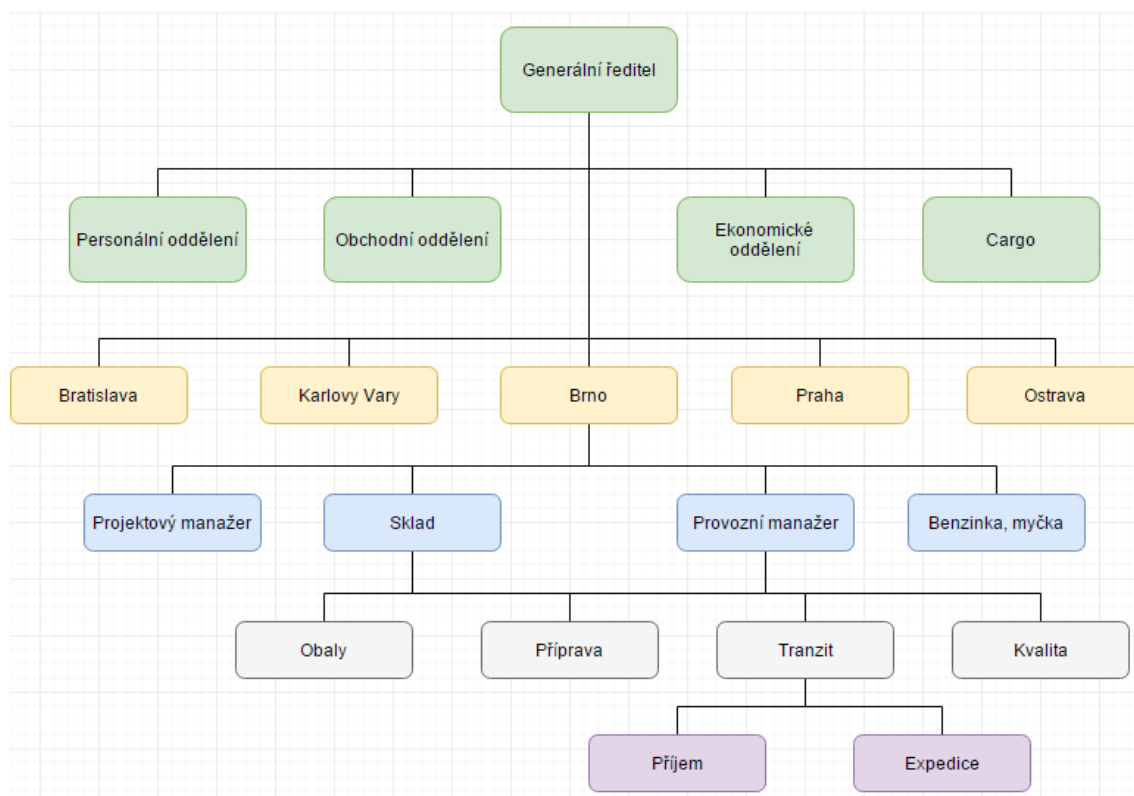 Generální ředitel
Personální oddělení
Obchodní oddělení
Ekonomické
oddělení
Cargo
Bratislava
Karlovy Vary
Brno
Praha
Ostrava
Projektový manažer
Sklad
Provozní manažer
Benzinka, myčka
Obaly
Příprava
Tranzit
Kvalita
Příjem
Expedice